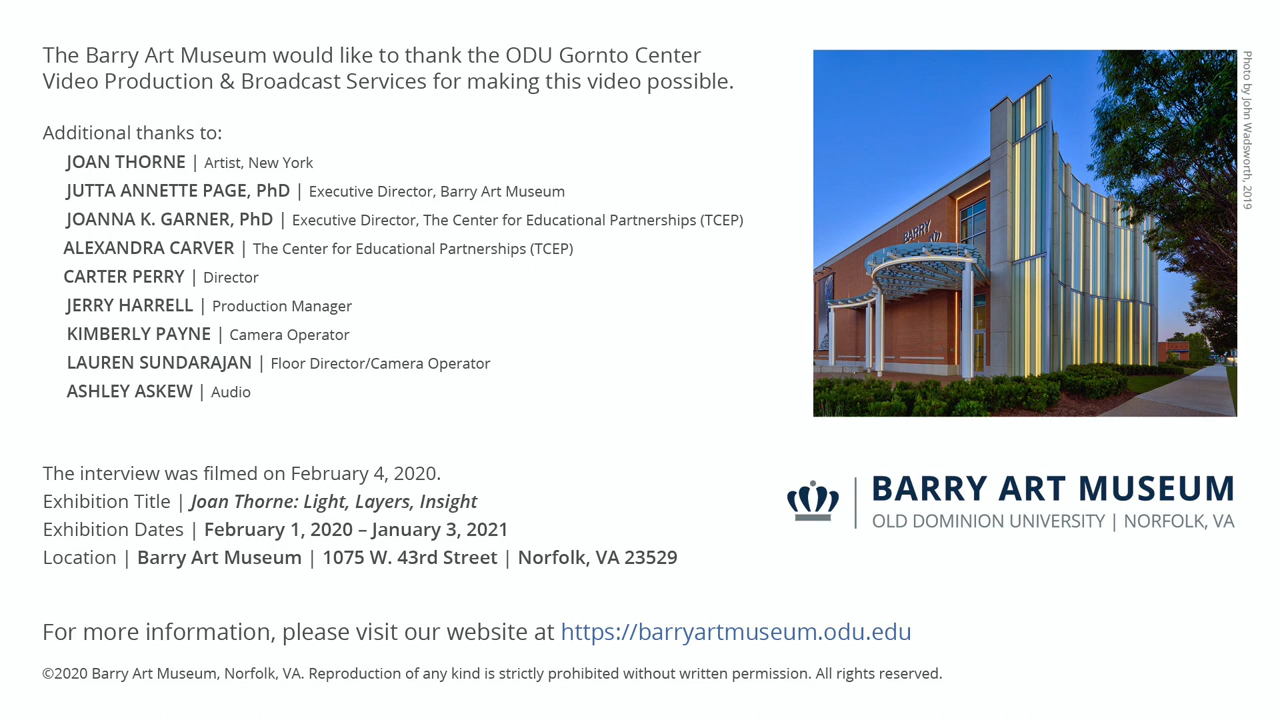 The Barry Art Museum would like to thank the ODU Gornto Center
Video Production & Broadcast Services for making this video possible.
Additional thanks to:
JOAN THORNE | Artist, New York
JUTTA ANNETTE PAGE, PhD | Executive Director, Barry Art Museum
JOANNA K. GARNER, PhD | Executive Director, The Center for Educational Partnerships (TCEP)
ALEXANDRA CARVER | The Center for Educational Partnerships (TCEP)
CARTER PERRY | Director
JERRY HARRELL | Production Manager
KIMBERLY PAYNE | Camera Operator
LAUREN SUNDARAJAN | Floor Director/Camera Operator
ASHLEY ASKEW | Audio
BARRY
Photo by John Wadsworth, 2019
The interview was filmed on February 4, 2020.
Exhibition Title | Joan Thorne: Light, Layers, Insight
Exhibition Dates | February 1, 2020 – January 3, 2021
Location | Barry Art Museum | 1075 W. 43rd Street | Norfolk, VA 23529
BARRY ART MUSEUM
OLD DOMINION UNIVERSITY | NORFOLK, VA
For more information, please visit our website at https://barryartmuseum.odu.edu
©2020 Barry Art Museum, Norfolk, VA. Reproduction of any kind is strictly prohibited without written permission. All rights reserved.